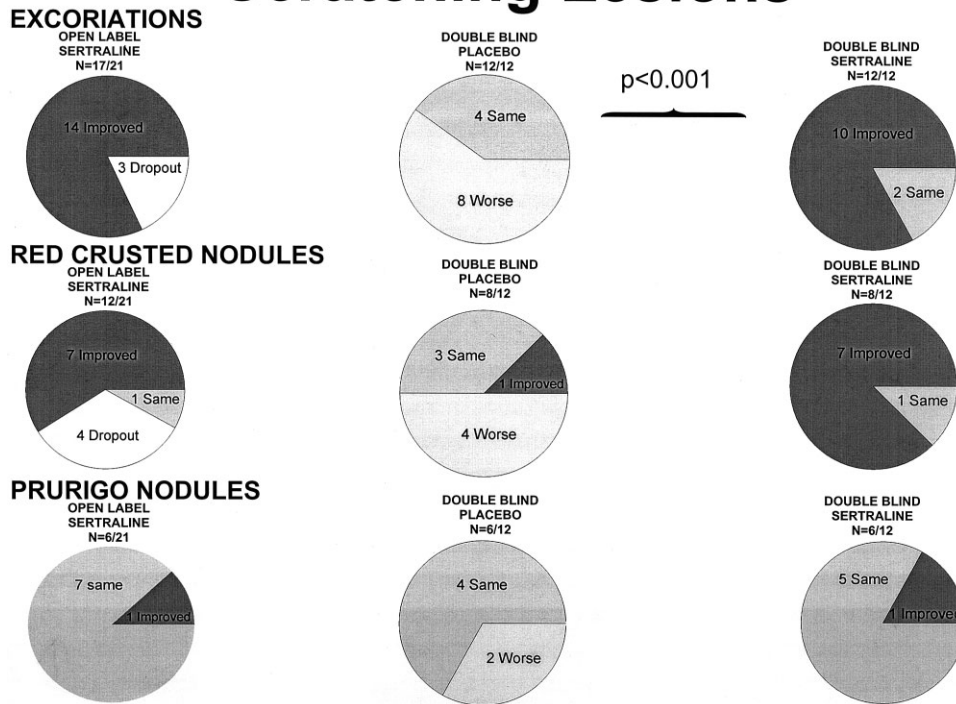 Scratching Lesions
EXCORIATIONS
OPEN LABEL
SERTRALINE
N=17/21
14 Improved
3 Dropout
DOUBLE BLIND
PLACEBO
N=12/12
4 Same
8 Worse
p<0.001
DOUBLE BLIND
SERTRALINE
N=12/12
10 Improved
2 Same
RED CRUSTED NODULES
OPEN LABEL
SERTRALINE
N=12/21
7 Improved
1 Same
4 Dropout
DOUBLE BLIND
PLACEBO
N=8/12
3 Same
1 Improved
4 Worse
DOUBLE BLIND
SERTRALINE
N=8/12
7 Improved
1 Same
PRURIGO NODULES
OPEN LABEL
SERTRALINE
N=6/21
7 same
1 Improved
DOUBLE BLIND
PLACEBO
N=6/12
4 Same
2 Worse
DOUBLE BLIND
SERTRALINE
N=6/12
5 Same
1 Improved